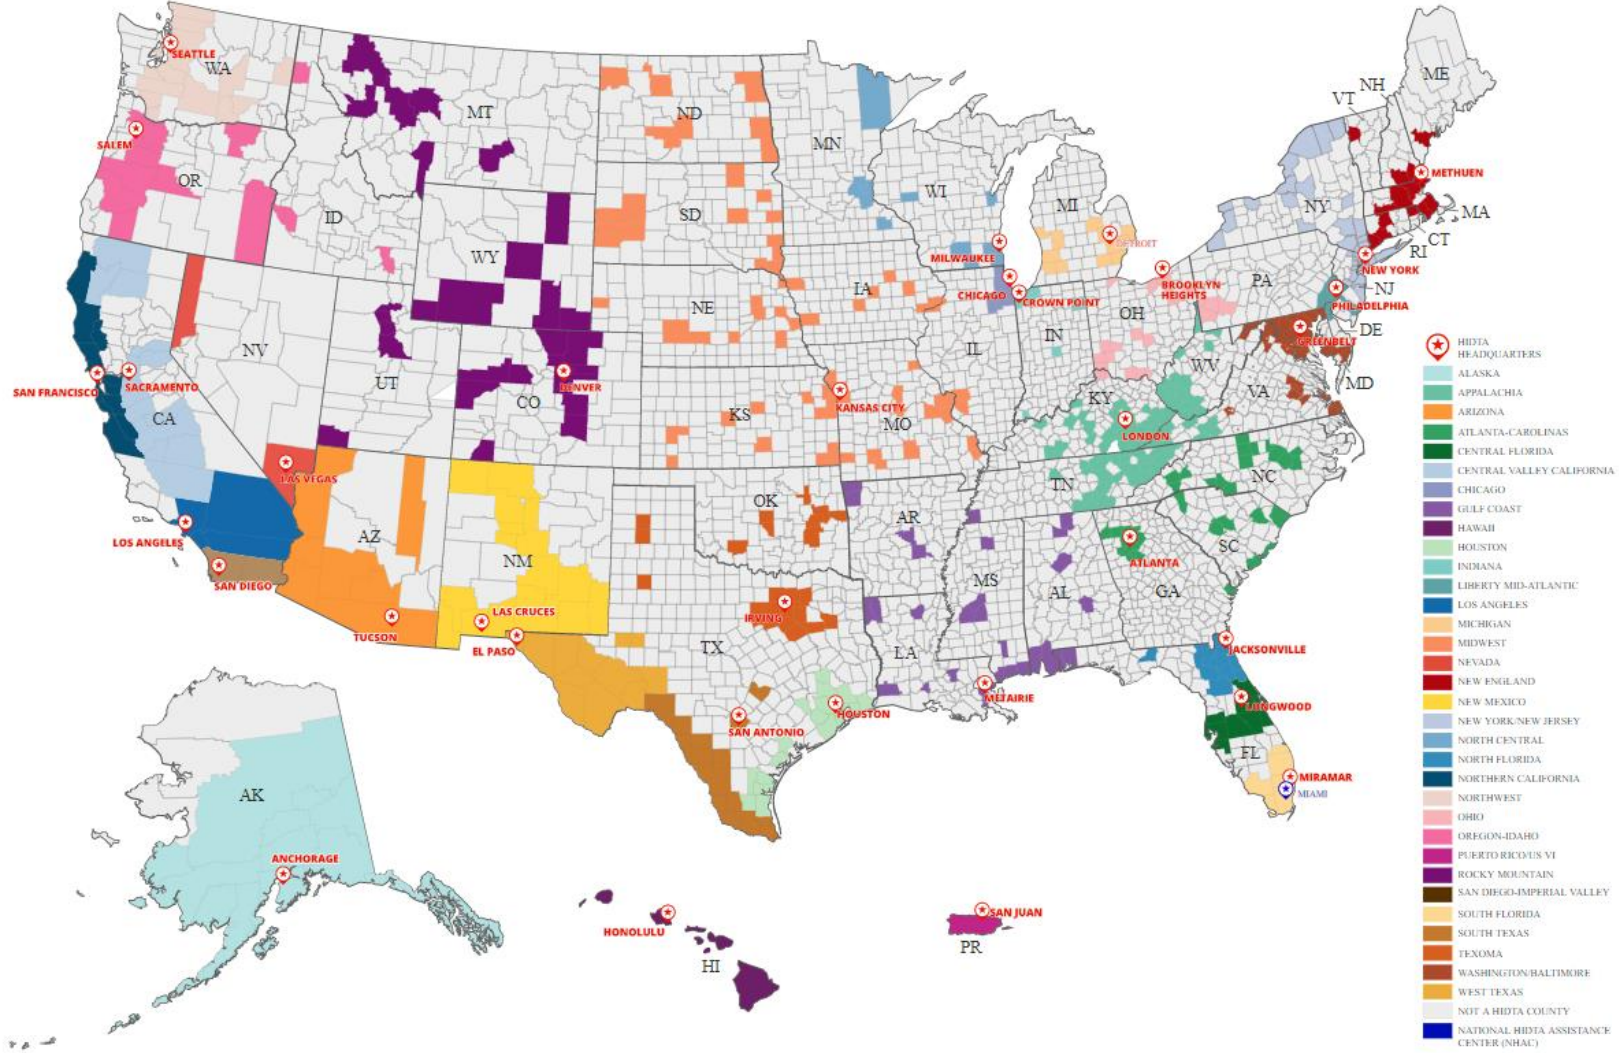 ME
NH
VT
SEATTLE
WA
MT
ND
MN
SALEM
OR
ID
SD
WI
MI
NY
METHUEN
MA
CT
RI
WY
MILWAUKEE
DETROIT
NEW YORK
CHICAGO
CROWN POINT
BROOKLYN
HEIGHTS
PA
NJ
PHILADELPHIA
NE
IA
IL
IN
OH
DE
GREENBELT
NV
UT
CO
DENVER
WV
MD
VA
SAN FRANCISCO
SACRAMENTO
CA
KS
KANSAS CITY
MO
KY
LONDON
LAS VEGAS
TN
NC
OK
AR
LOS ANGELES
AZ
NM
SC
ATLANTA
SAN DIEGO
MS
AL
GA
LAS CRUCES
TUCSON
IRVING
EL PASO
TX
LA
JACKSONVILLE
METAIRIE
LONGWOOD
HOUSTON
SAN ANTONIO
FL
MIRAMAR
MIAMI
AK
ANCHORAGE
HONOLULU
HI
SAN JUAN
PR
HIDTA
HEADQUARTERS
ALASKA
APPALACHIA
ARIZONA
ATLANTA-CAROLINAS
CENTRAL FLORIDA
CENTRAL VALLEY CALIFORNIA
CHICAGO
GULF COAST
HAWAII
HOUSTON
INDIANA
LIBERTY MID-ATLANTIC
LOS ANGELES
MICHIGAN
MIDWEST
NEVADA
NEW ENGLAND
NEW MEXICO
NEW YORK/NEW JERSEY
NORTH CENTRAL
NORTH FLORIDA
NORTHERN CALIFORNIA
NORTHWEST
OHIO
OREGON-IDAHO
PUERTO RICO/US VI
ROCKY MOUNTAIN
SAN DIEGO-IMPERIAL VALLEY
SOUTH FLORIDA
SOUTH TEXAS
TEXOMA
WASHINGTON/BALTIMORE
WEST TEXAS
NOT A HIDTA COUNTY
NATIONAL HIDTA ASSISTANCE
CENTER (NHAC)